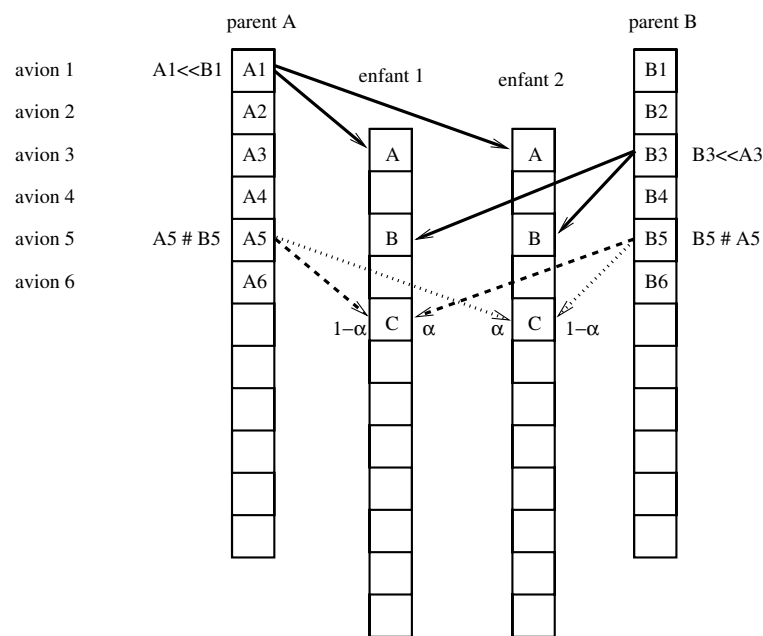 parent A parent B
avion 1 A1<<B1 A1 enfant 1 enfant 2 B1
avion 2 A2 B2
avion 3 A3 A A B3 B3<<A3
avion 4 A4 B4
avion 5 A5 # B5 A5 B B B5 B5 # A5
avion 6 A6 B6
1−α C α α C 1−α